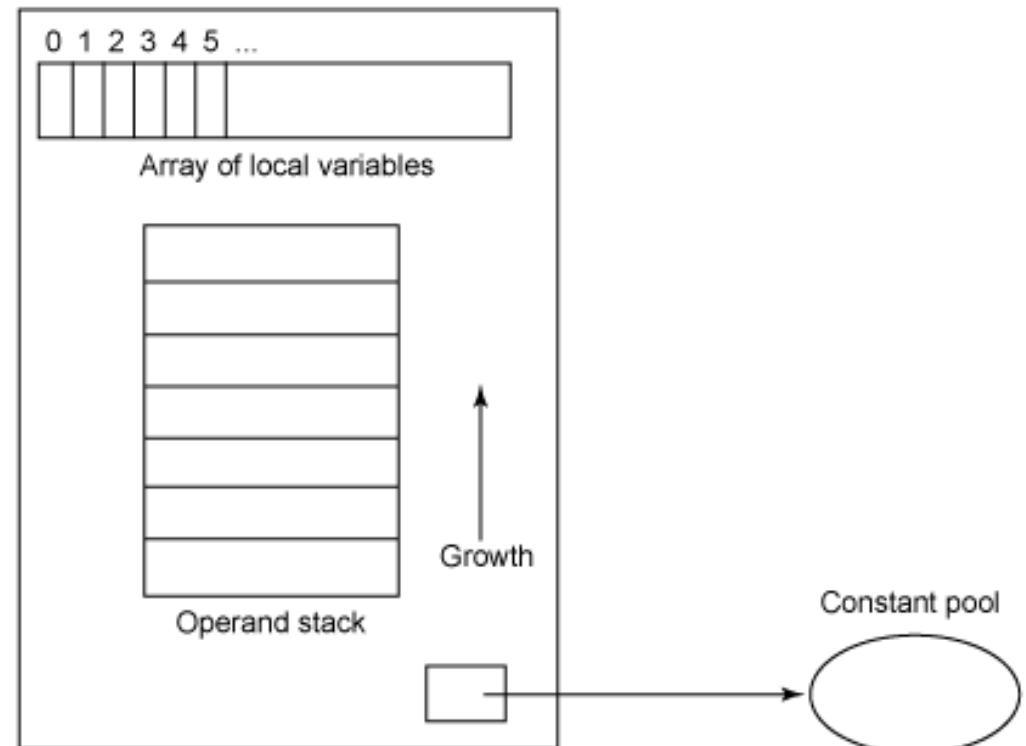 0 1 2 3 4 5 ...
Array of local variables
Growth
Operand stack
Constant pool